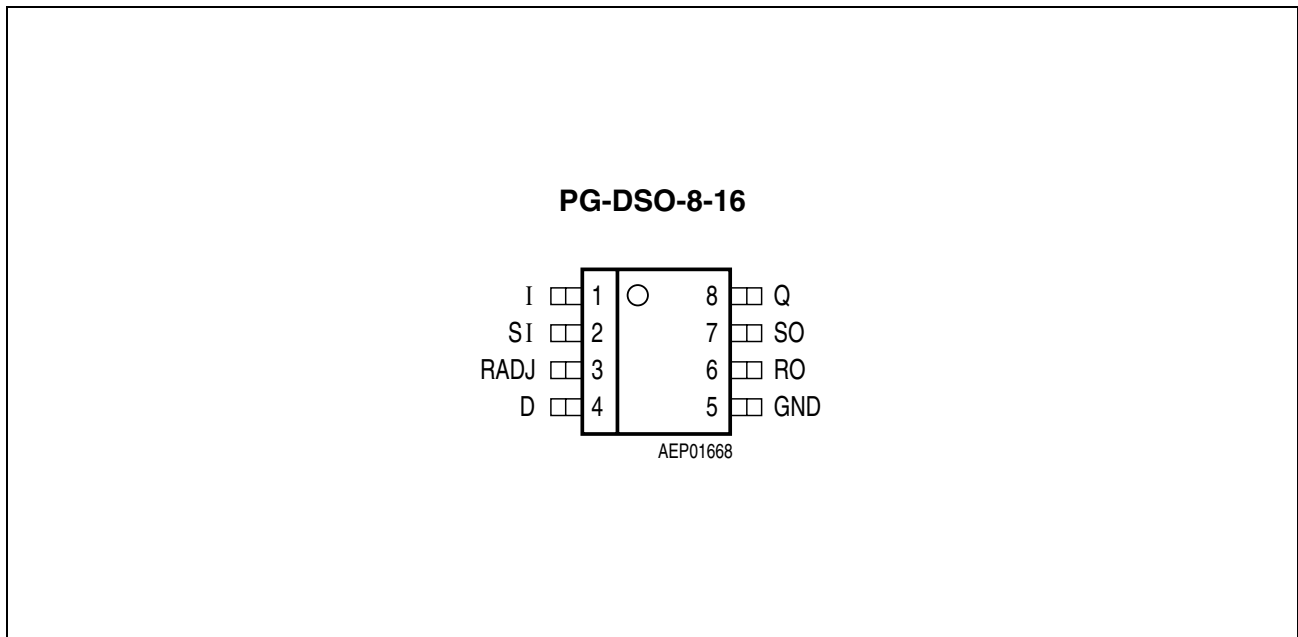 PG-DSO-8-16
I 1 8 Q
SI 2 7 SO
RADJ 3 6 RO
D 4 5 GND
AEP01668